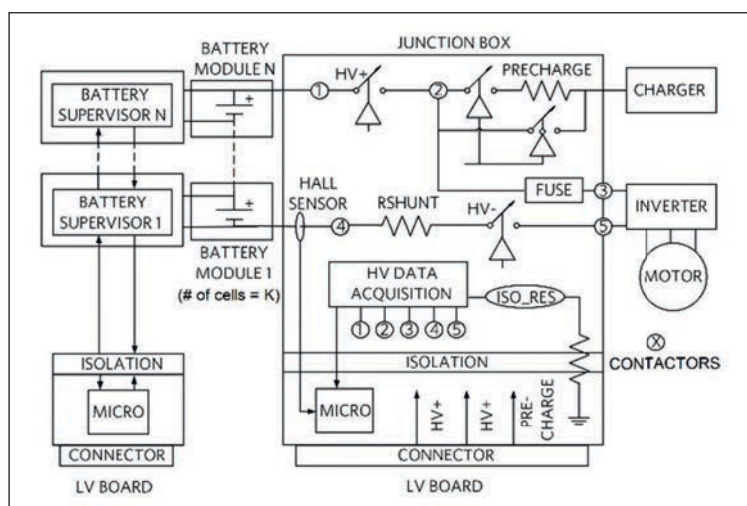 BATTERY
MODULE N
JUNCTION BOX
BATTERY
SUPERVISOR N
+
1
HV+
2
PRECHARGE
CHARGER
BATTERY
SUPERVISOR 1
+
BATTERY
MODULE 1
(# of cells = K)
HALL
SENSOR
4
RSHUNT
HV-
FUSE
3
5
INVERTER
MOTOR
HV DATA
ACQUISITION
ISO_RES
1 2 3 4 5
X
CONTACTORS
ISOLATION
ISOLATION
MICRO
MICRO
HV+
HV+
PRE-
CHARGE
CONNECTOR
CONNECTOR
LV BOARD
LV BOARD